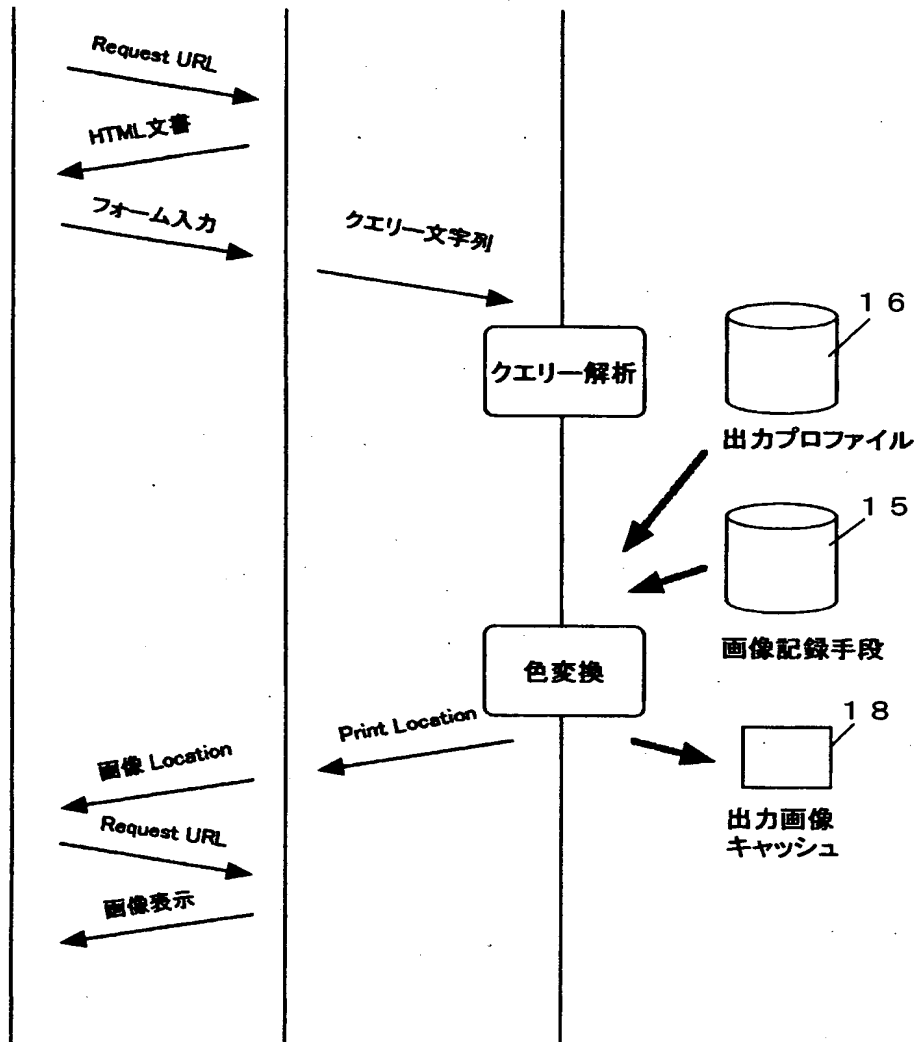 Request URL
HTML文書
フォーム入力
クエリー文字列
クエリー解析
１６
出力プロファイル
１５
画像記録手段
色変換
Print Location
１８
出力画像
キャッシュ
画像 Location
Request URL
画像表示